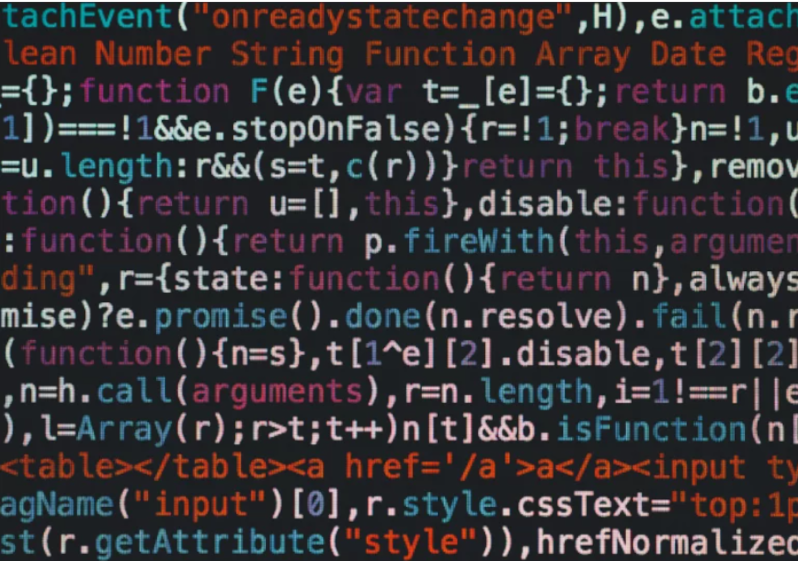 tachEvent("onreadystatechange",H),e.attach
lean Number String Function Array Date Reg
={};function F(e){var t=_[e]={};return b.e
1])===!1&&e.stopOnFalse){r=!1;break}n=!1,u
=u.length:r&&(s=t,c(r))}return this},remov
tion(){return u=[],this},disable:function(
:function(){return p.fireWith(this,argumen
ding",r={state:function(){return n},always
mise)?e.promise().done(n.resolve).fail(n.r
(function(){n=s},t[1^e][2].disable,t[2][2]
,n=h.call(arguments),r=n.length,i=1!==r||e
),l=Array(r);r>t;t++)n[t]&&b.isFunction(n[
<table></table><a href='/a'>a</a><input ty
agName("input")[0],r.style.cssText="top:1p
st(r.getAttribute("style")),hrefNormalized